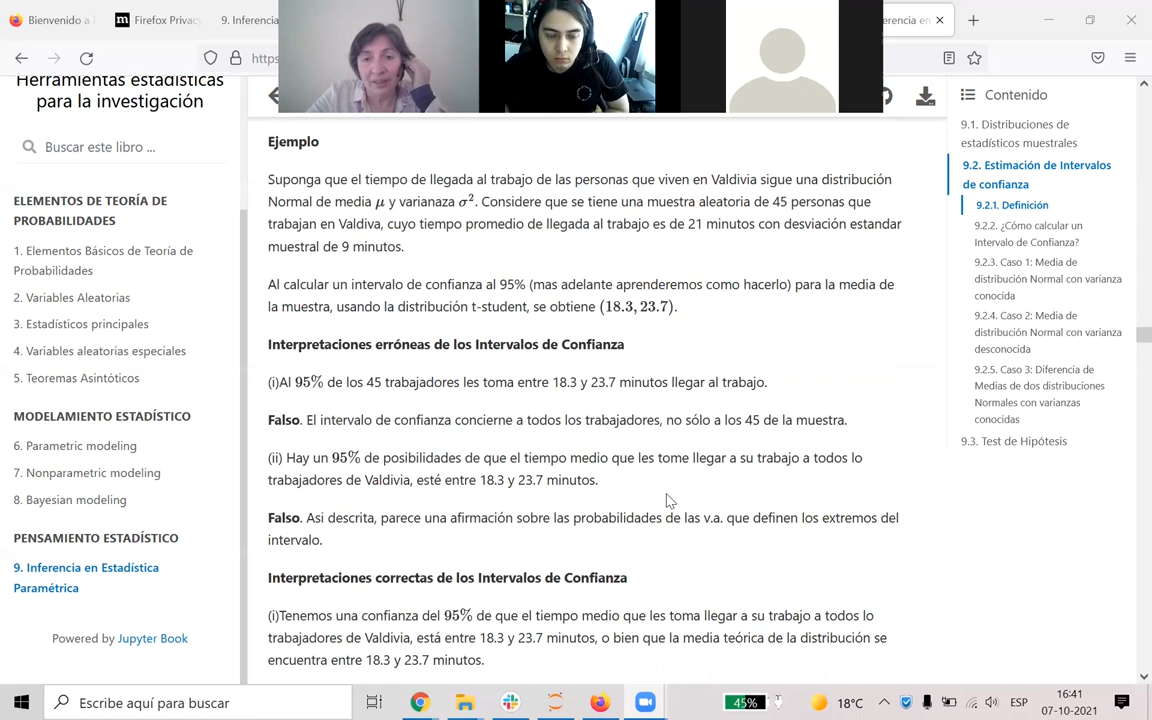 Bienvenido a
Firefox Privac
9. Inferencia
erencia en
https
Herramientas estadísticas
para la investigación
Buscar este libro ...
ELEMENTOS DE TEORÍA DE
PROBABILIDADES
1. Elementos Básicos de Teoría de
Probabilidades
2. Variables Aleatorias
3. Estadísticos principales
4. Variables aleatorias especiales
5. Teoremas Asintóticos
MODELAMIENTO ESTADÍSTICO
6. Parametric modeling
7. Nonparametric modeling
8. Bayesian modeling
PENSAMIENTO ESTADÍSTICO
9. Inferencia en Estadística
Paramétrica
Powered by Jupyter Book
Ejemplo
Suponga que el tiempo de llegada al trabajo de las personas que viven en Valdivia sigue una distribución
Normal de media μ y varianaza σ². Considere que se tiene una muestra aleatoria de 45 personas que
trabajan en Valdiva, cuyo tiempo promedio de llegada al trabajo es de 21 minutos con desviación estandar
muestral de 9 minutos.
Al calcular un intervalo de confianza al 95% (mas adelante aprenderemos como hacerlo) para la media de
la muestra, usando la distribución t-student, se obtiene (18.3, 23.7).
Interpretaciones erróneas de los Intervalos de Confianza
(i)Al 95% de los 45 trabajadores les toma entre 18.3 y 23.7 minutos llegar al trabajo.
Falso. El intervalo de confianza concierne a todos los trabajadores, no sólo a los 45 de la muestra.
(ii) Hay un 95% de posibilidades de que el tiempo medio que les tome llegar a su trabajo a todos lo
trabajadores de Valdivia, esté entre 18.3 y 23.7 minutos.
Falso. Asi descrita, parece una afirmación sobre las probabilidades de las v.a. que definen los extremos del
intervalo.
Interpretaciones correctas de los Intervalos de Confianza
(i)Tenemos una confianza del 95% de que el tiempo medio que les toma llegar a su trabajo a todos lo
trabajadores de Valdivia, está entre 18.3 y 23.7 minutos, o bien que la media teórica de la distribución se
encuentra entre 18.3 y 23.7 minutos.
Contenido
9.1. Distribuciones de
estadísticos muestrales
9.2. Estimación de Intervalos
de confianza
9.2.1. Definición
9.2.2. ¿Cómo calcular un
Intervalo de Confianza?
9.2.3. Caso 1: Media de
distribución Normal con varianza
conocida
9.2.4. Caso 2: Media de
distribución Normal con varianza
desconocida
9.2.5. Caso 3: Diferencia de
Medias de dos distribuciones
Normales con varianzas
conocidas
9.3. Test de Hipótesis
Escribe aquí para buscar
45%
18°C
ESP
16:41
07-10-2021